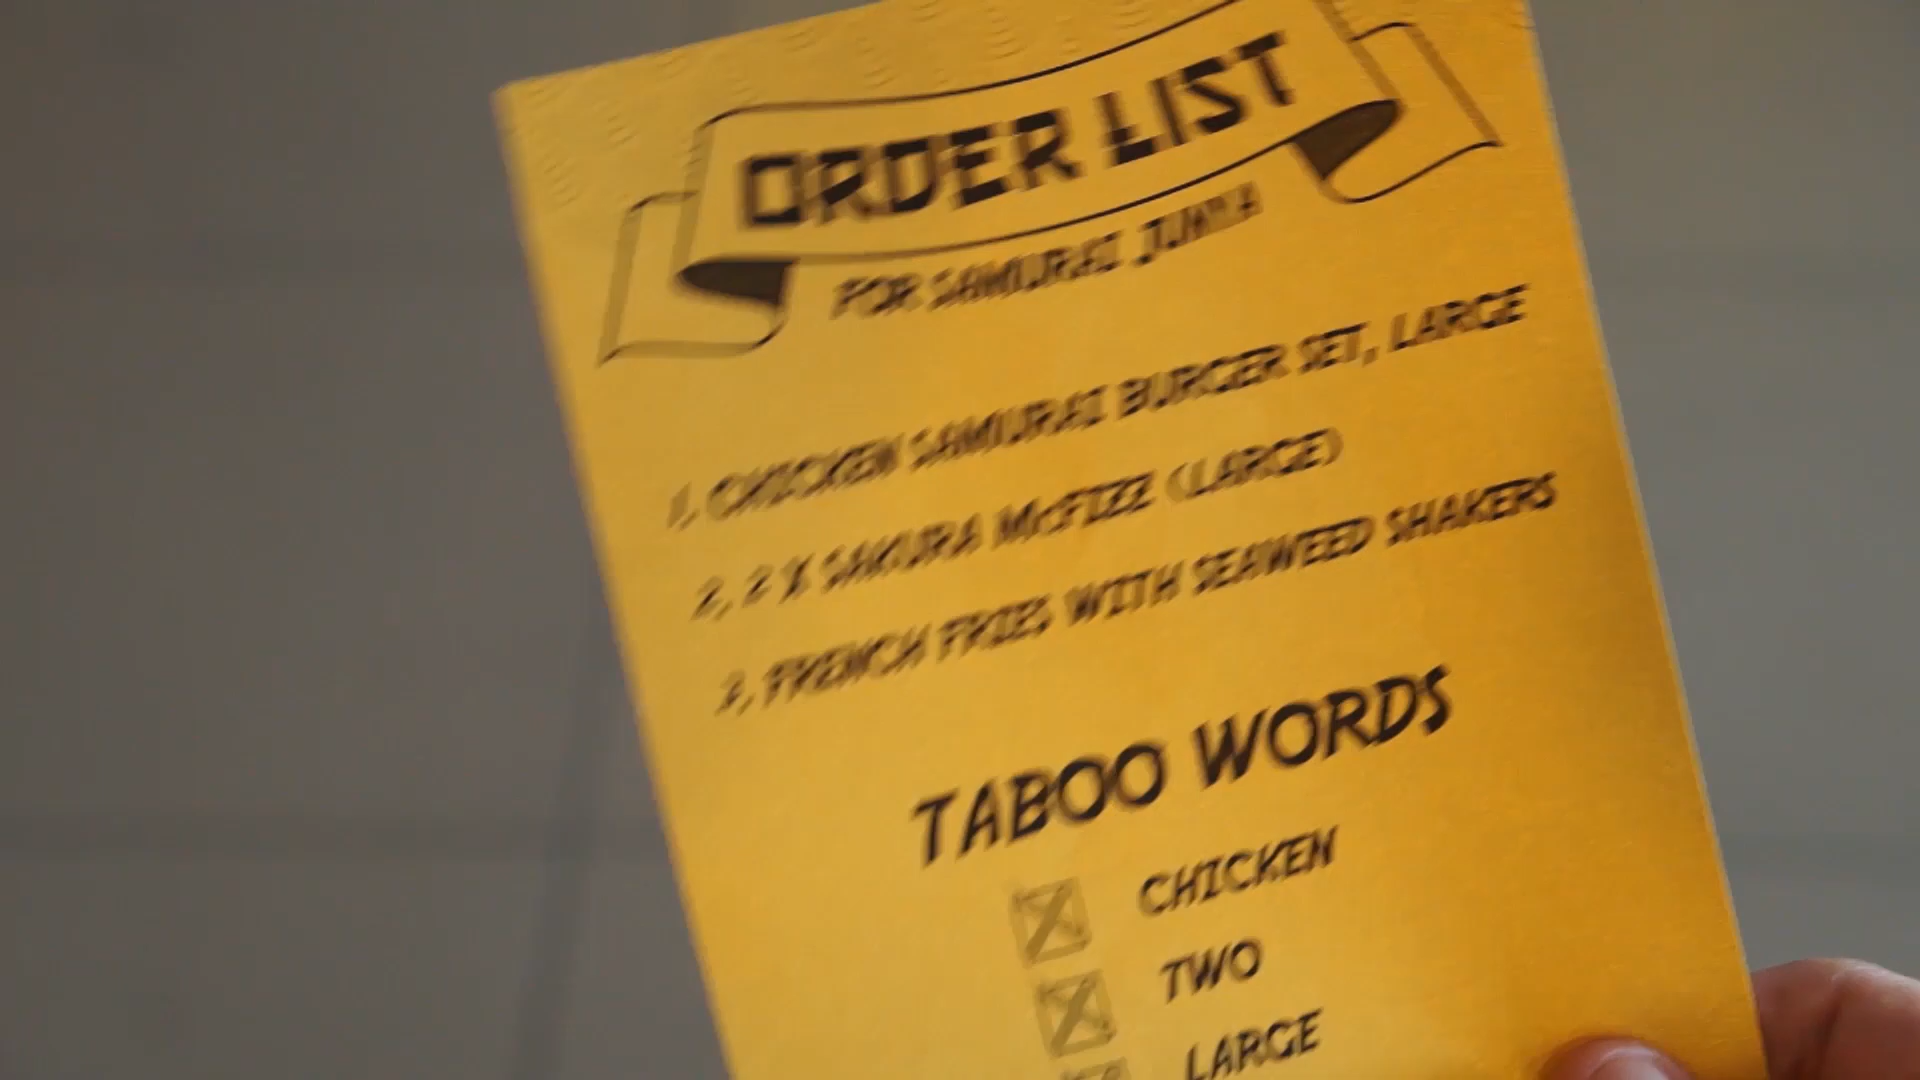 ORDER LIST
FOR SAMURAI JUNYA
1. CHICKEN SAMURAI BURGER SET, LARGE
2. 2 X SAKURA McFIZZ (LARGE)
3. FRENCH FRIES WITH SEAWEED SHAKERS
TABOO WORDS
CHICKEN
TWO
LARGE